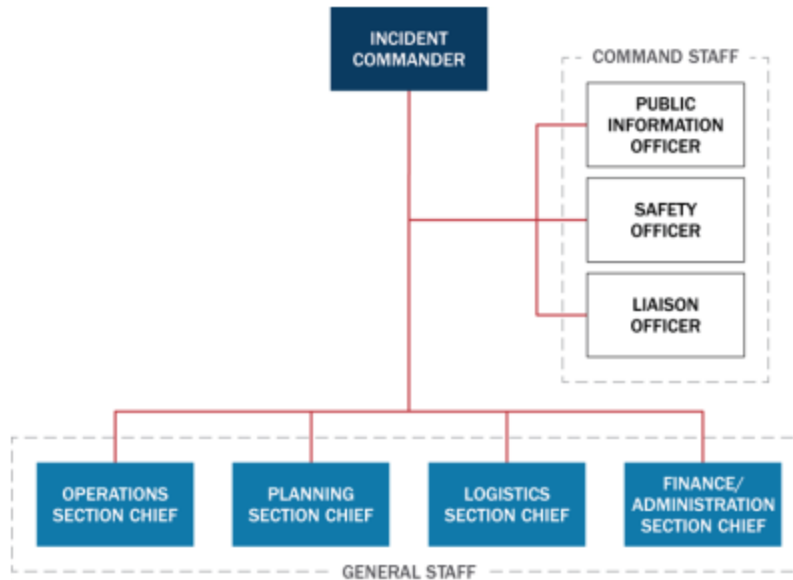 INCIDENT
COMMANDER
COMMAND STAFF
PUBLIC
INFORMATION
OFFICER
SAFETY
OFFICER
LIAISON
OFFICER
OPERATIONS
SECTION CHIEF
PLANNING
SECTION CHIEF
LOGISTICS
SECTION CHIEF
FINANCE/
ADMINISTRATION
SECTION CHIEF
GENERAL STAFF